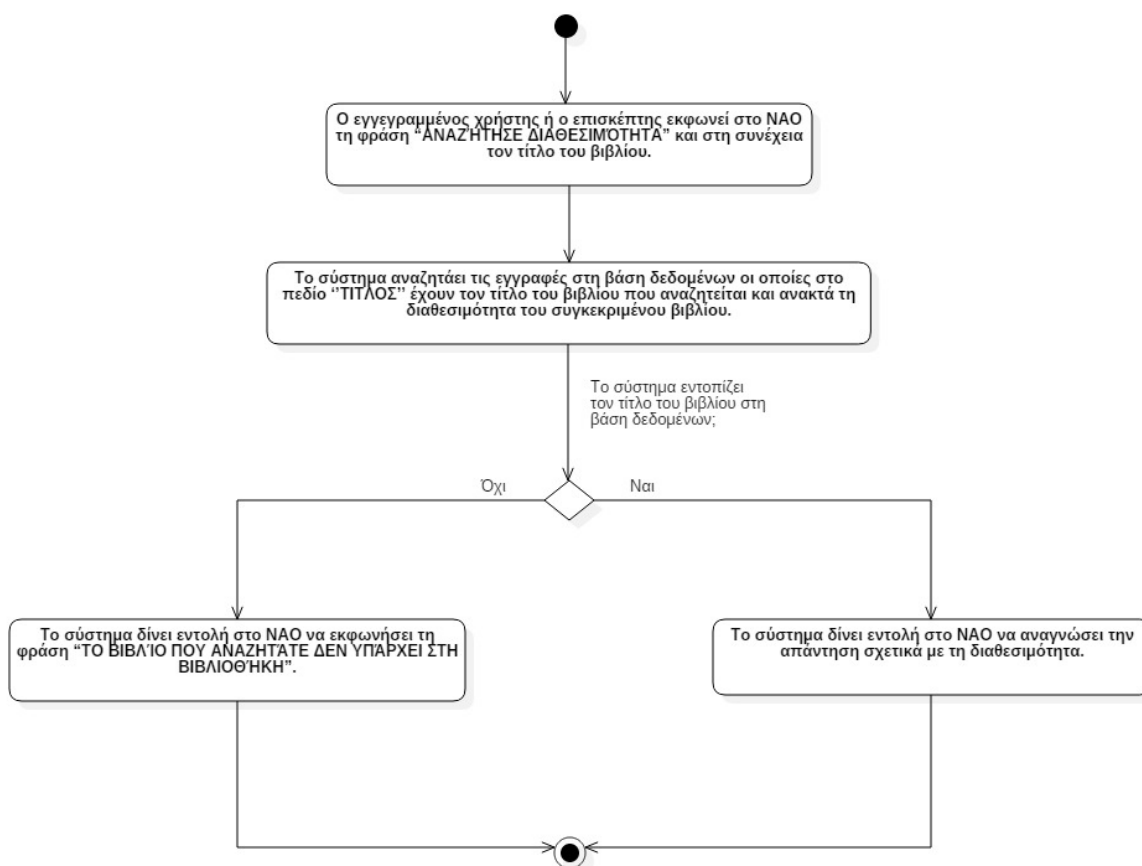 Ο εγγεγραμμένος χρήστης ή ο επισκέπτης εκφωνεί στο ΝΑΟ
τη φράση “ΑΝΑΖΉΤΗΣΕ ΔΙΑΘΕΣΙΜΌΤΗΤΑ” και στη συνέχεια
τον τίτλο του βιβλίου.
Το σύστημα αναζητάει τις εγγραφές στη βάση δεδομένων οι οποίες στο
πεδίο ‘’ΤΙΤΛΟΣ’’ έχουν τον τίτλο του βιβλίου που αναζητείται και ανακτά τη
διαθεσιμότητα του συγκεκριμένου βιβλίου.
Το σύστημα εντοπίζει
τον τίτλο του βιβλίου στη
βάση δεδομένων;
Όχι
Ναι
Το σύστημα δίνει εντολή στο ΝΑΟ να εκφωνήσει τη
φράση “ΤΟ ΒΙΒΛΊΟ ΠΟΥ ΑΝΑΖΗΤΆΤΕ ΔΕΝ ΥΠΆΡΧΕΙ ΣΤΗ
ΒΙΒΛΙΟΘΉΚΗ”.
Το σύστημα δίνει εντολή στο ΝΑΟ να αναγνώσει την
απάντηση σχετικά με τη διαθεσιμότητα.